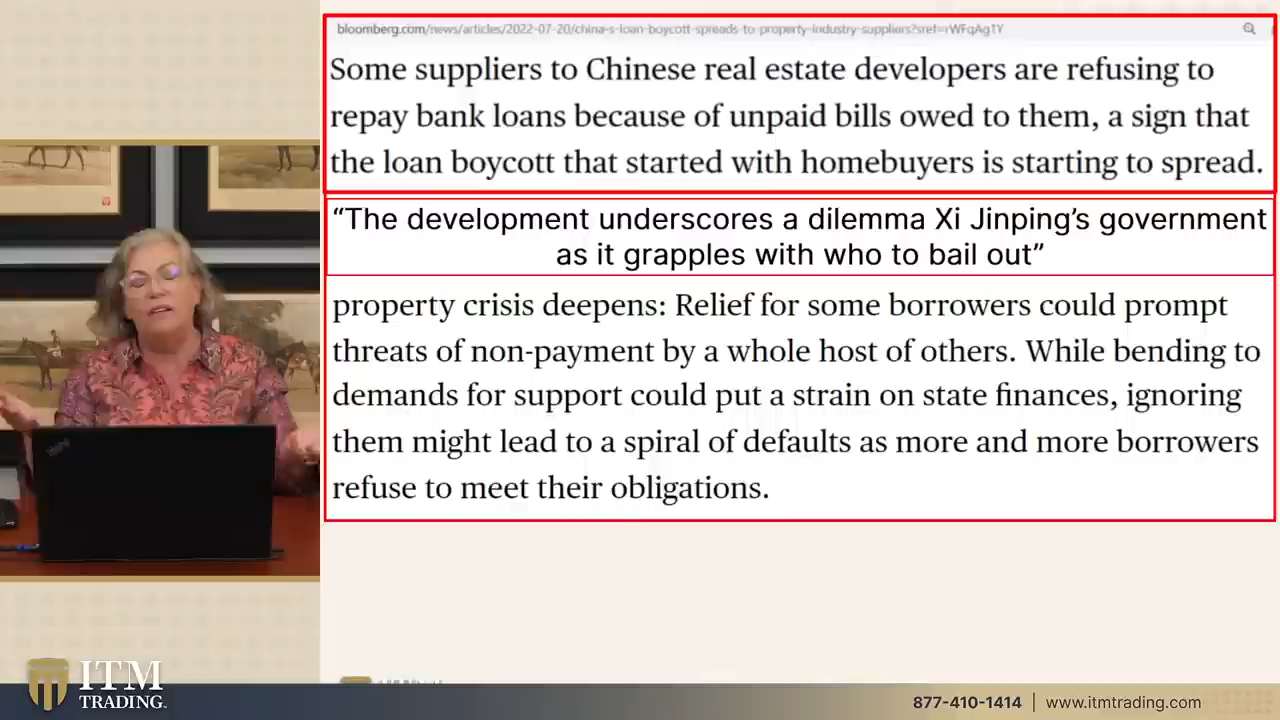 bloomberg.com/news/articles/2022-07-20/china-s-loan-boycott-spreads-to-property-industry-suppliers?sref=rWFqAg1Y
Some suppliers to Chinese real estate developers are refusing to
repay bank loans because of unpaid bills owed to them, a sign that
the loan boycott that started with homebuyers is starting to spread.
“The development underscores a dilemma Xi Jinping’s government
as it grapples with who to bail out”
property crisis deepens: Relief for some borrowers could prompt
threats of non-payment by a whole host of others. While bending to
demands for support could put a strain on state finances, ignoring
them might lead to a spiral of defaults as more and more borrowers
refuse to meet their obligations.
ThinkPad
ITM
TRADING
877-410-1414 | www.itmtrading.com